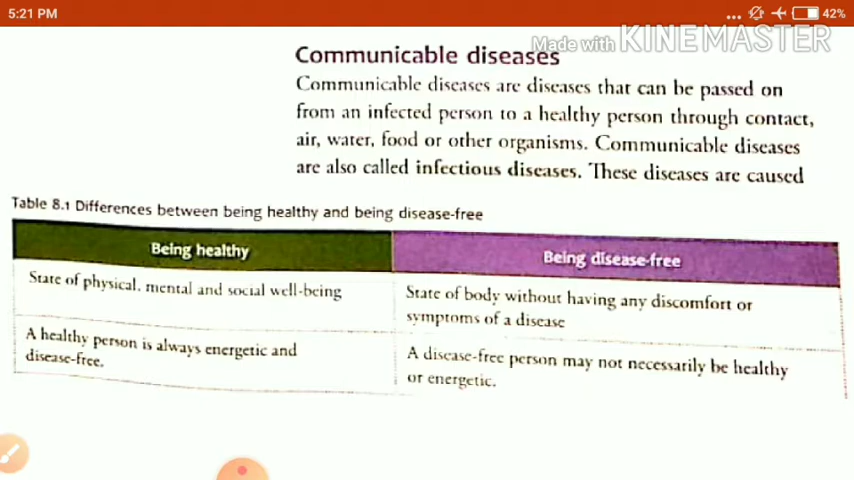 5:21 PM
42%
Made with KINEMASTER
Communicable diseases
Communicable diseases are diseases that can be passed on
from an infected person to a healthy person through contact,
air, water, food or other organisms. Communicable diseases
are also called infectious diseases. These diseases are caused
Table 8.1 Differences between being healthy and being disease-free
Being healthy
Being disease-free
State of physical, mental and social well-being
State of body without having any discomfort or
symptoms of a disease
A healthy person is always energetic and
disease-free.
A disease-free person may not necessarily be healthy
or energetic.